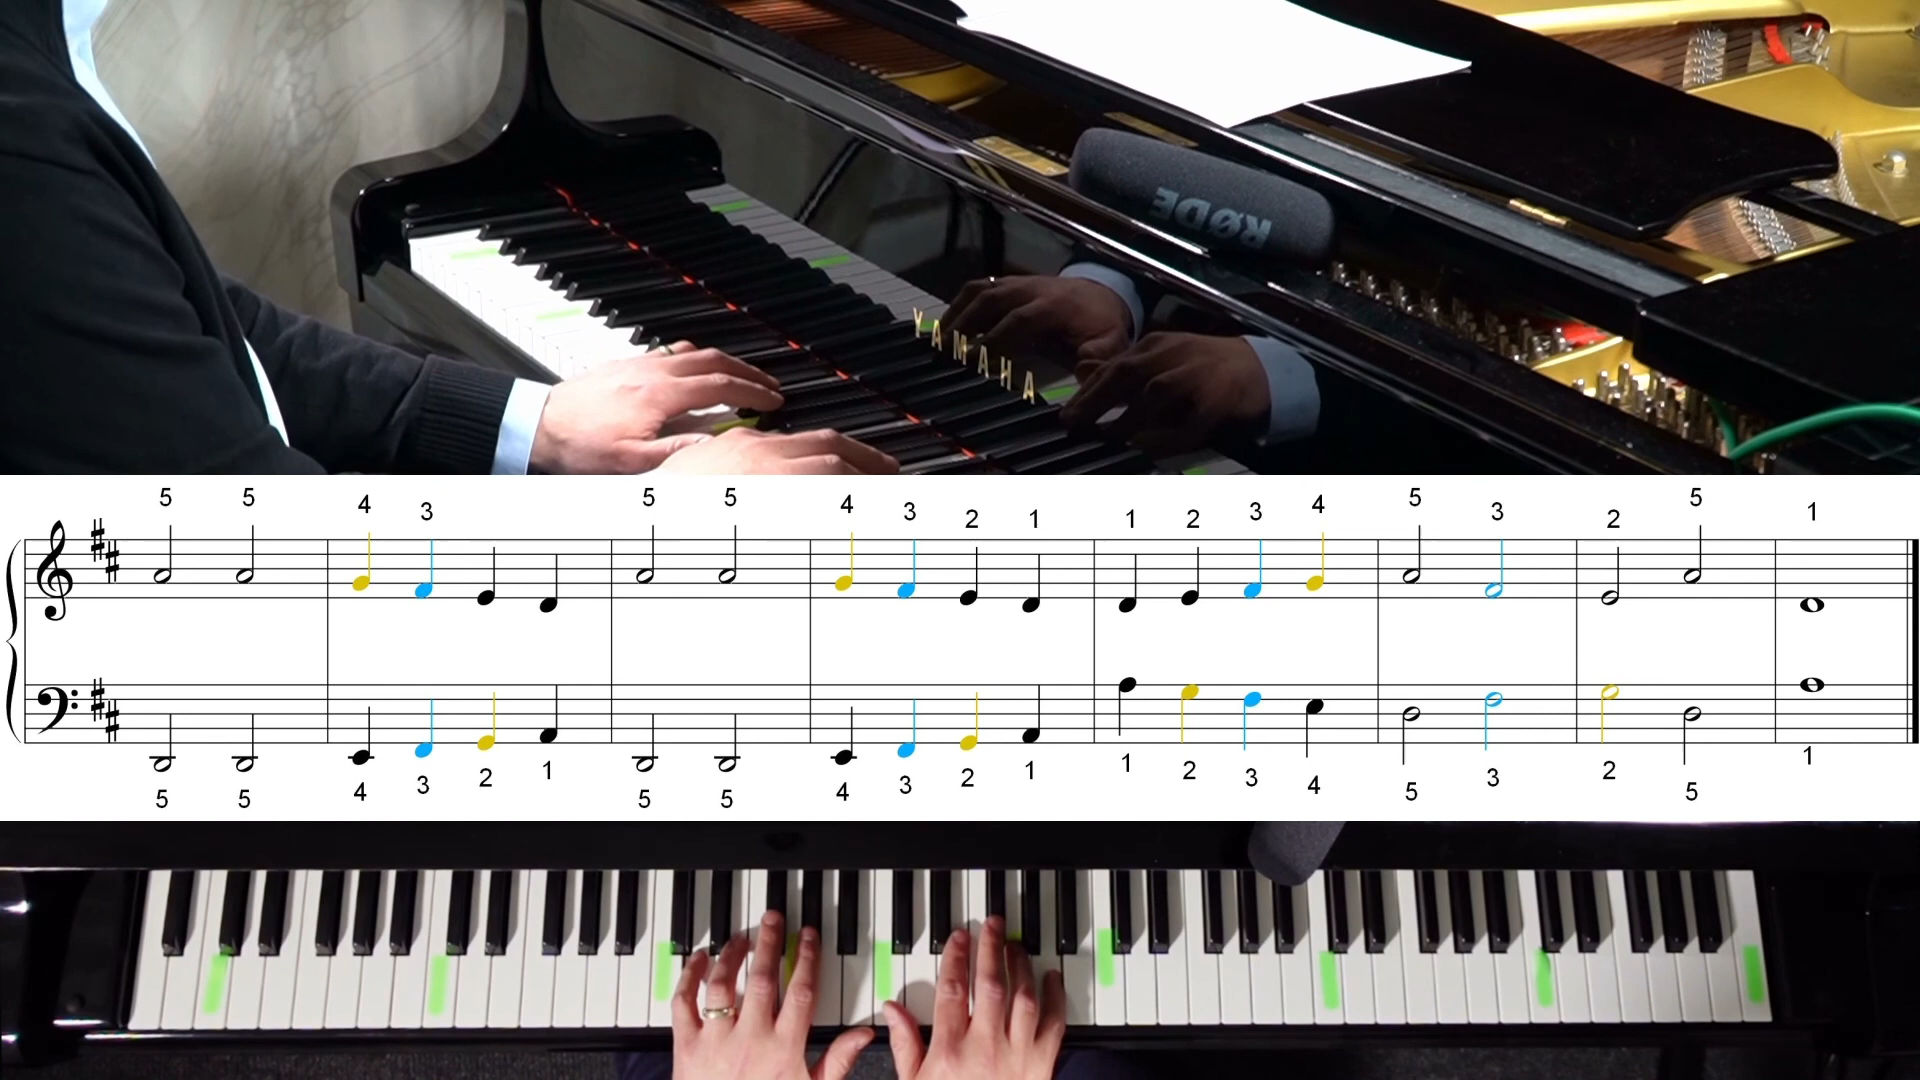 RØDE
YAMAHA
5 5 4 3 5 5 4 3 2 1 1 2 3 4 5 3 2 5 1
5 5 4 3 2 1 5 5 4 3 2 1 1 2 3 4 5 3 2 5 1